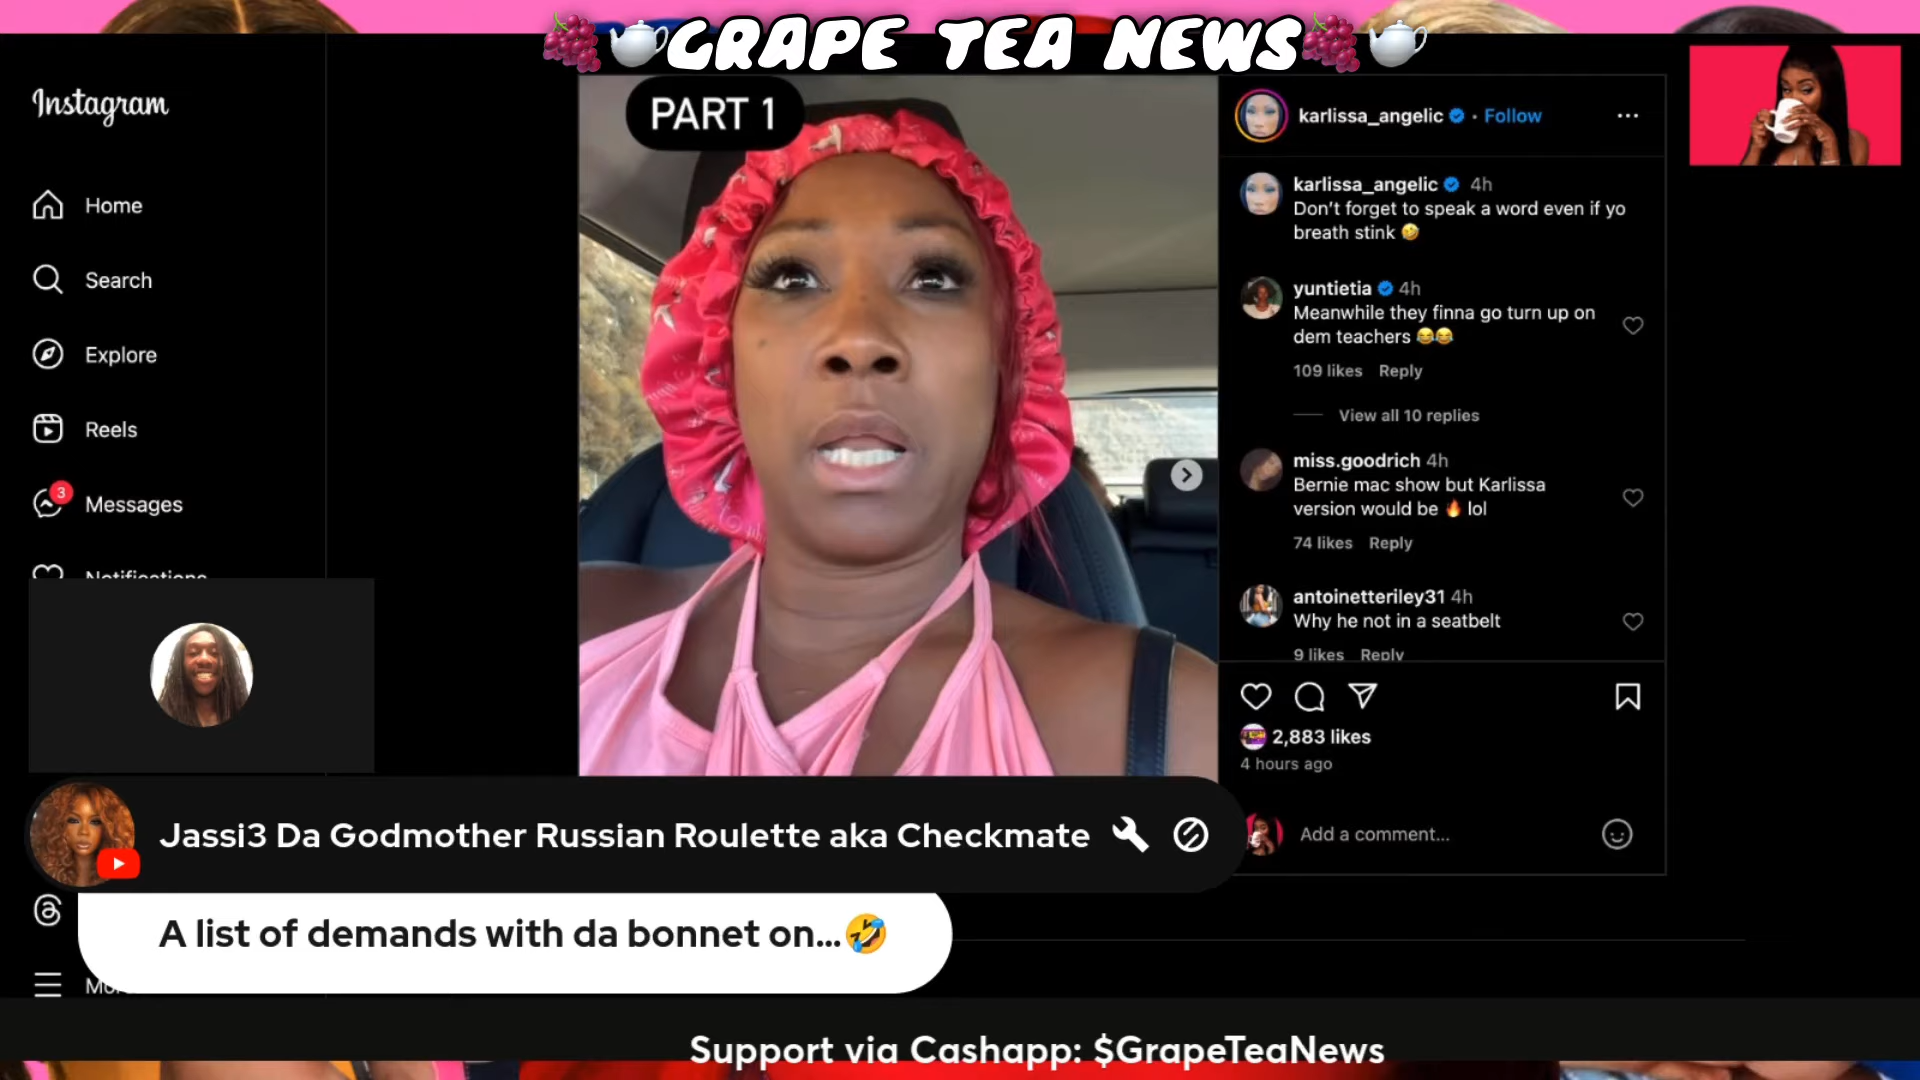 GRAPE TEA NEWS
Instagram
Home
Search
Explore
Reels
3
Messages
Notifications
PART 1
karlissa_angelic • Follow
karlissa_angelic 4h
Don't forget to speak a word even if yo
breath stink 🤣
yuntietia 4h
Meanwhile they finna go turn up on
dem teachers 😂😂
109 likes Reply
View all 10 replies
miss.goodrich 4h
Bernie mac show but Karlissa
version would be 🔥 lol
74 likes Reply
antoinetteriley31 4h
Why he not in a seatbelt
9 likes Reply
2,883 likes
4 hours ago
Add a comment...
Jassi3 Da Godmother Russian Roulette aka Checkmate
A list of demands with da bonnet on...🤣
Support via Cashapp: $GrapeTeaNews